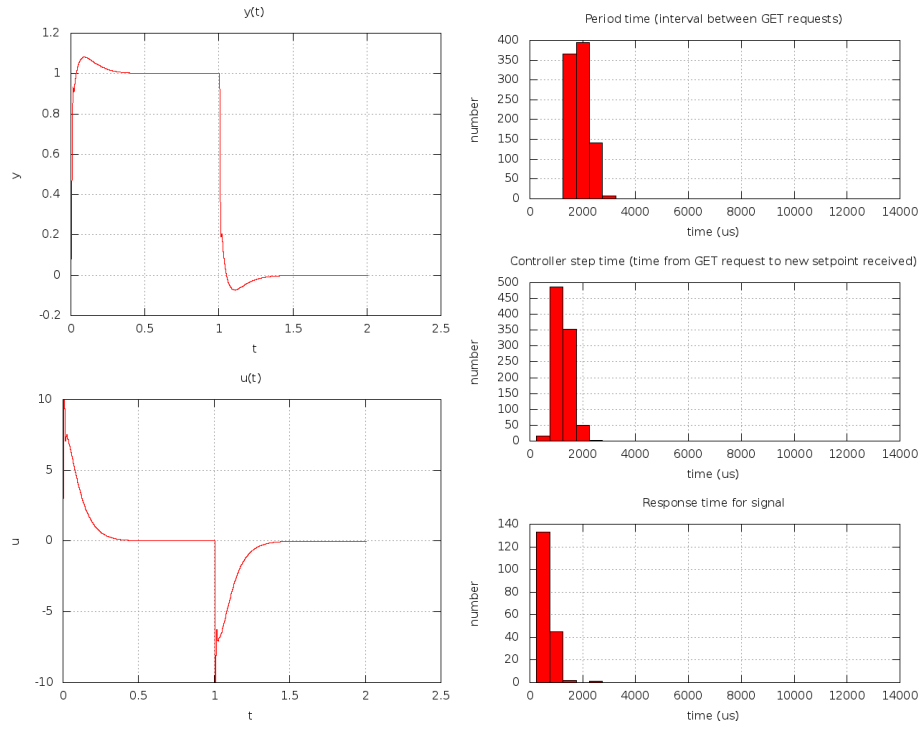 y(t)
1.2
1
0.8
0.6
0.4
0.2
0
-0.2
y
0 0.5 1 1.5 2 2.5
t
u(t)
10
5
0
-5
-10
u
0 0.5 1 1.5 2 2.5
t
Period time (interval between GET requests)
400
350
300
250
200
150
100
50
0
number
0 2000 4000 6000 8000 10000 12000 14000
time (us)
Controller step time (time from GET request to new setpoint received)
500
450
400
350
300
250
200
150
100
50
0
number
0 2000 4000 6000 8000 10000 12000 14000
time (us)
Response time for signal
140
120
100
80
60
40
20
0
number
0 2000 4000 6000 8000 10000 12000 14000
time (us)